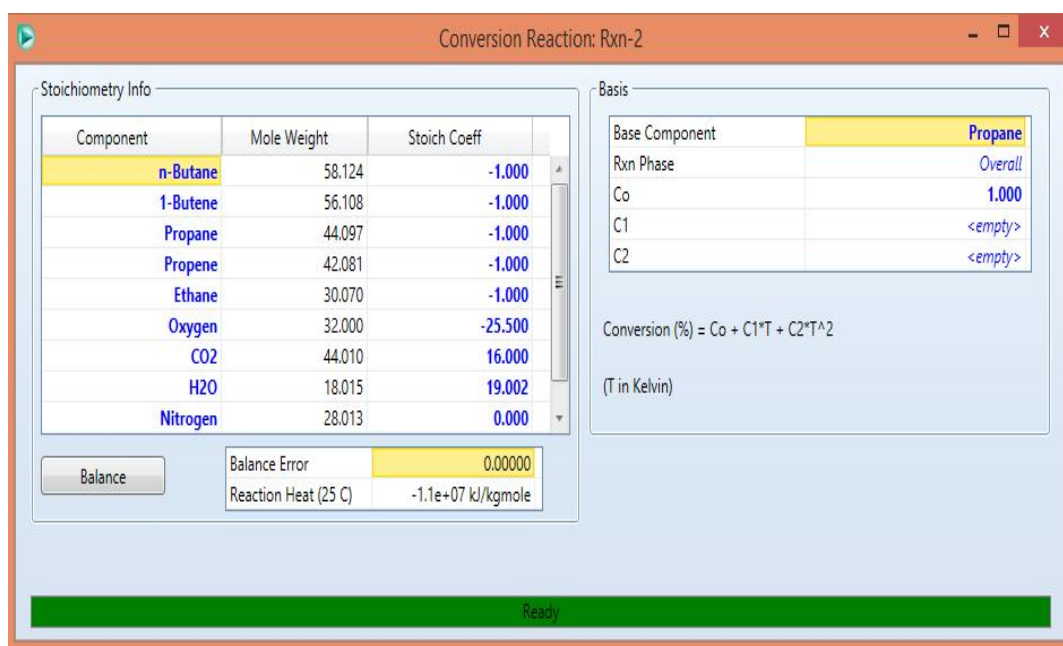 Conversion Reaction: Rxn-2
Stoichiometry Info
Component Mole Weight Stoich Coeff
n-Butane 58.124 -1.000
1-Butene 56.108 -1.000
Propane 44.097 -1.000
Propene 42.081 -1.000
Ethane 30.070 -1.000
Oxygen 32.000 -25.500
CO2 44.010 16.000
H2O 18.015 19.002
Nitrogen 28.013 0.000
Balance
Balance Error 0.00000
Reaction Heat (25 C) -1.1e+07 kJ/kgmole
Basis
Base Component Propane
Rxn Phase Overall
Co 1.000
C1 <empty>
C2 <empty>
Conversion (%) = Co + C1*T + C2*T^2
(T in Kelvin)
Ready